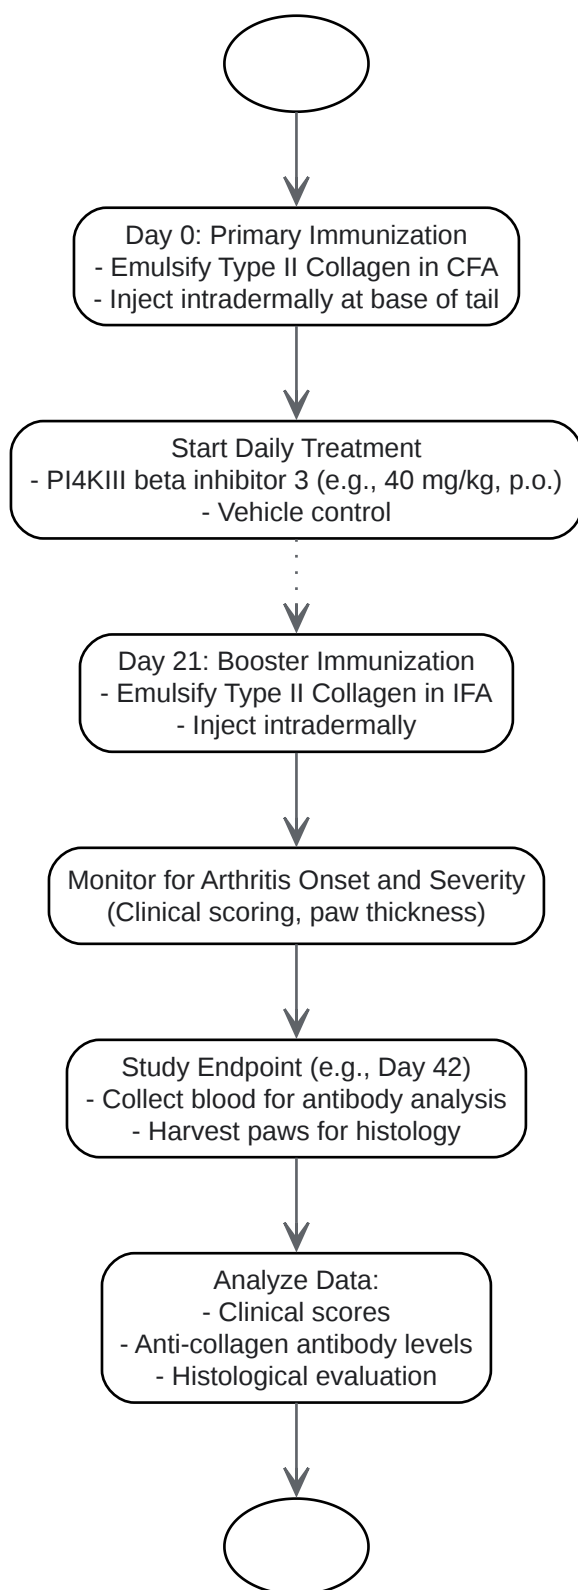 Day 0: Primary Immunization
- Emulsify Type II Collagen in CFA
- Inject intradermally at base of tail
Start Daily Treatment
- PI4KIII beta inhibitor 3 (e.g., 40 mg/kg, p.o.)
- Vehicle control
Day 21: Booster Immunization
- Emulsify Type II Collagen in IFA
- Inject intradermally
Monitor for Arthritis Onset and Severity
(Clinical scoring, paw thickness)
Study Endpoint (e.g., Day 42)
- Collect blood for antibody analysis
- Harvest paws for histology
Analyze Data:
- Clinical scores
- Anti-collagen antibody levels
- Histological evaluation